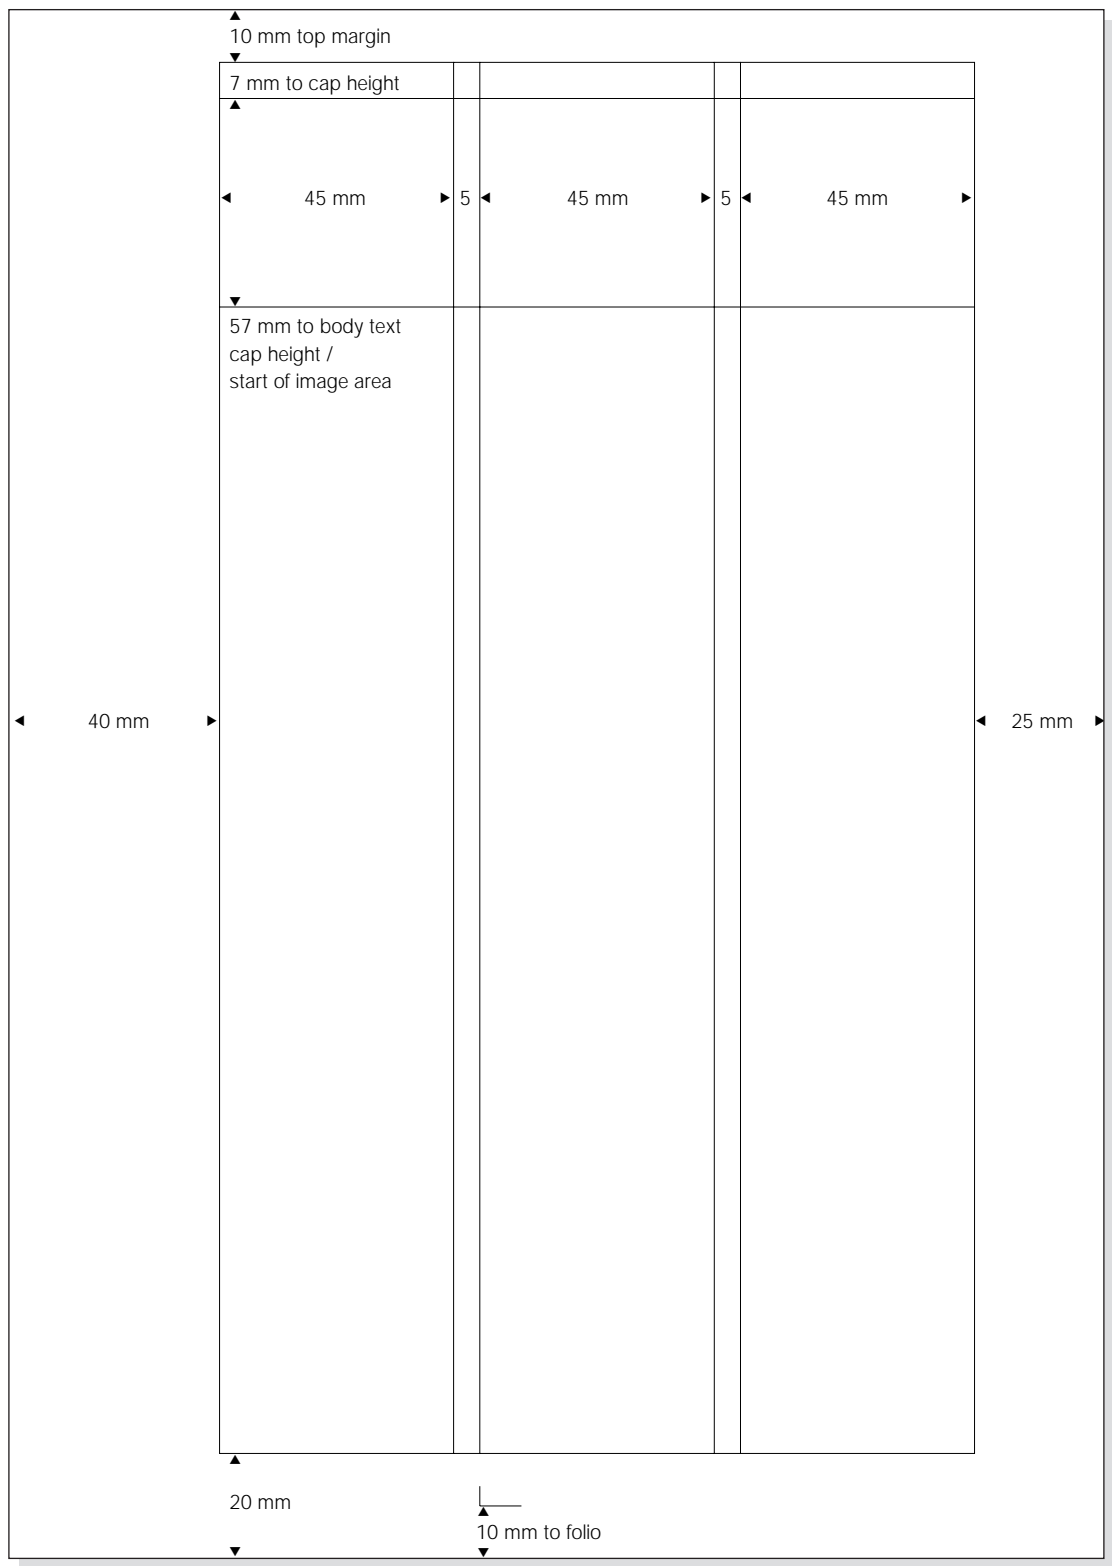 10 mm top margin
7 mm to cap height
45 mm
5
45 mm
5
45 mm
57 mm to body text
cap height /
start of image area
40 mm
25 mm
20 mm
10 mm to folio